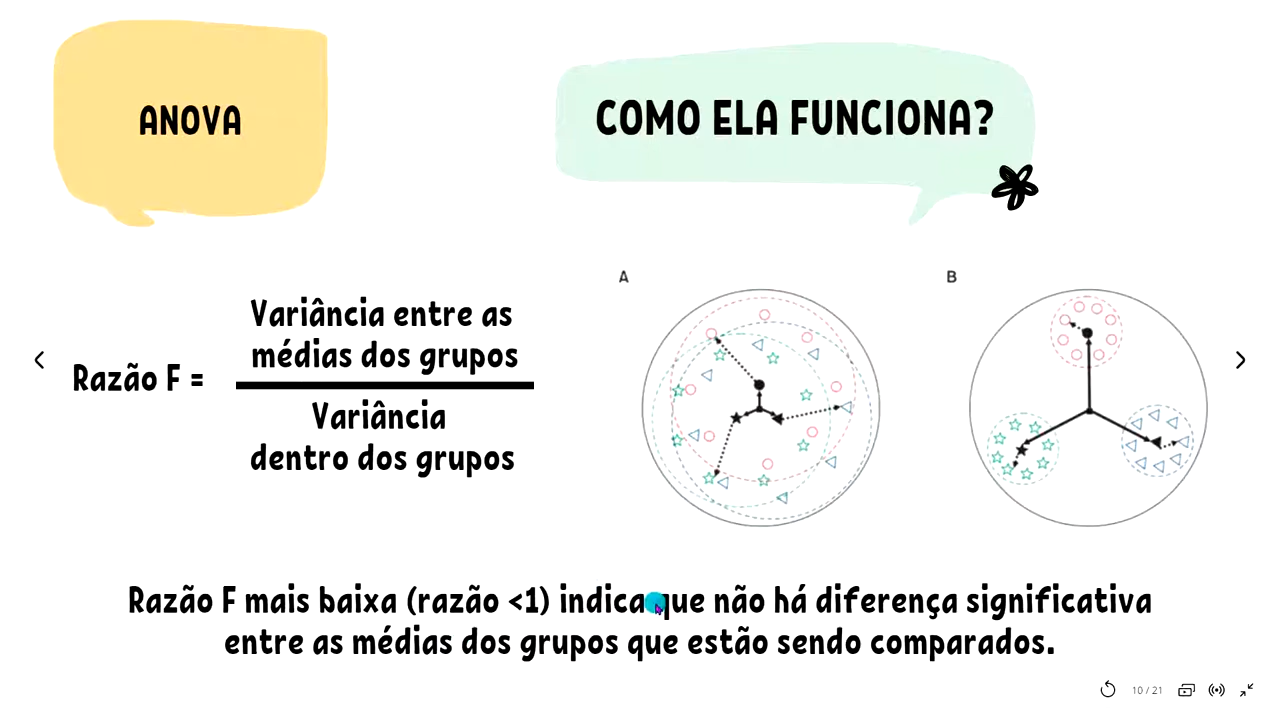 ANOVA
COMO ELA FUNCIONA?
A
B
Variância entre as
médias dos grupos
Razão F =
Variância
dentro dos grupos
Razão F mais baixa (razão <1) indica que não há diferença significativa
entre as médias dos grupos que estão sendo comparados.
10 / 21